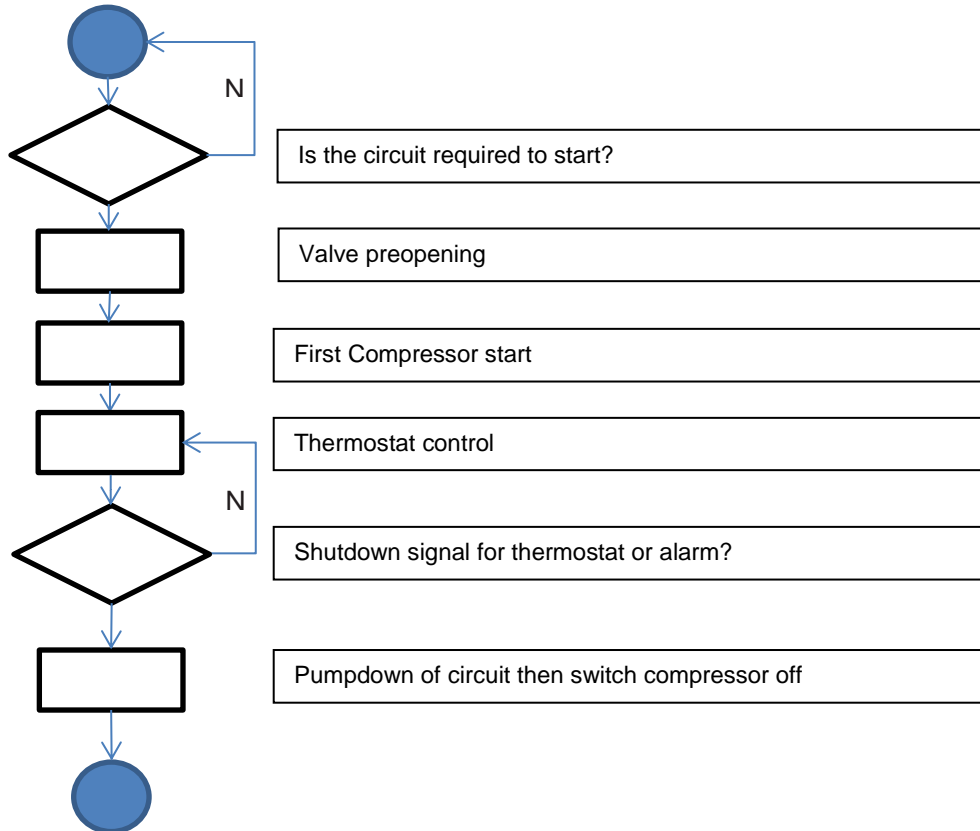 N
Is the circuit required to start?
Valve preopening
First Compressor start
Thermostat control
N
Shutdown signal for thermostat or alarm?
Pumpdown of circuit then switch compressor off